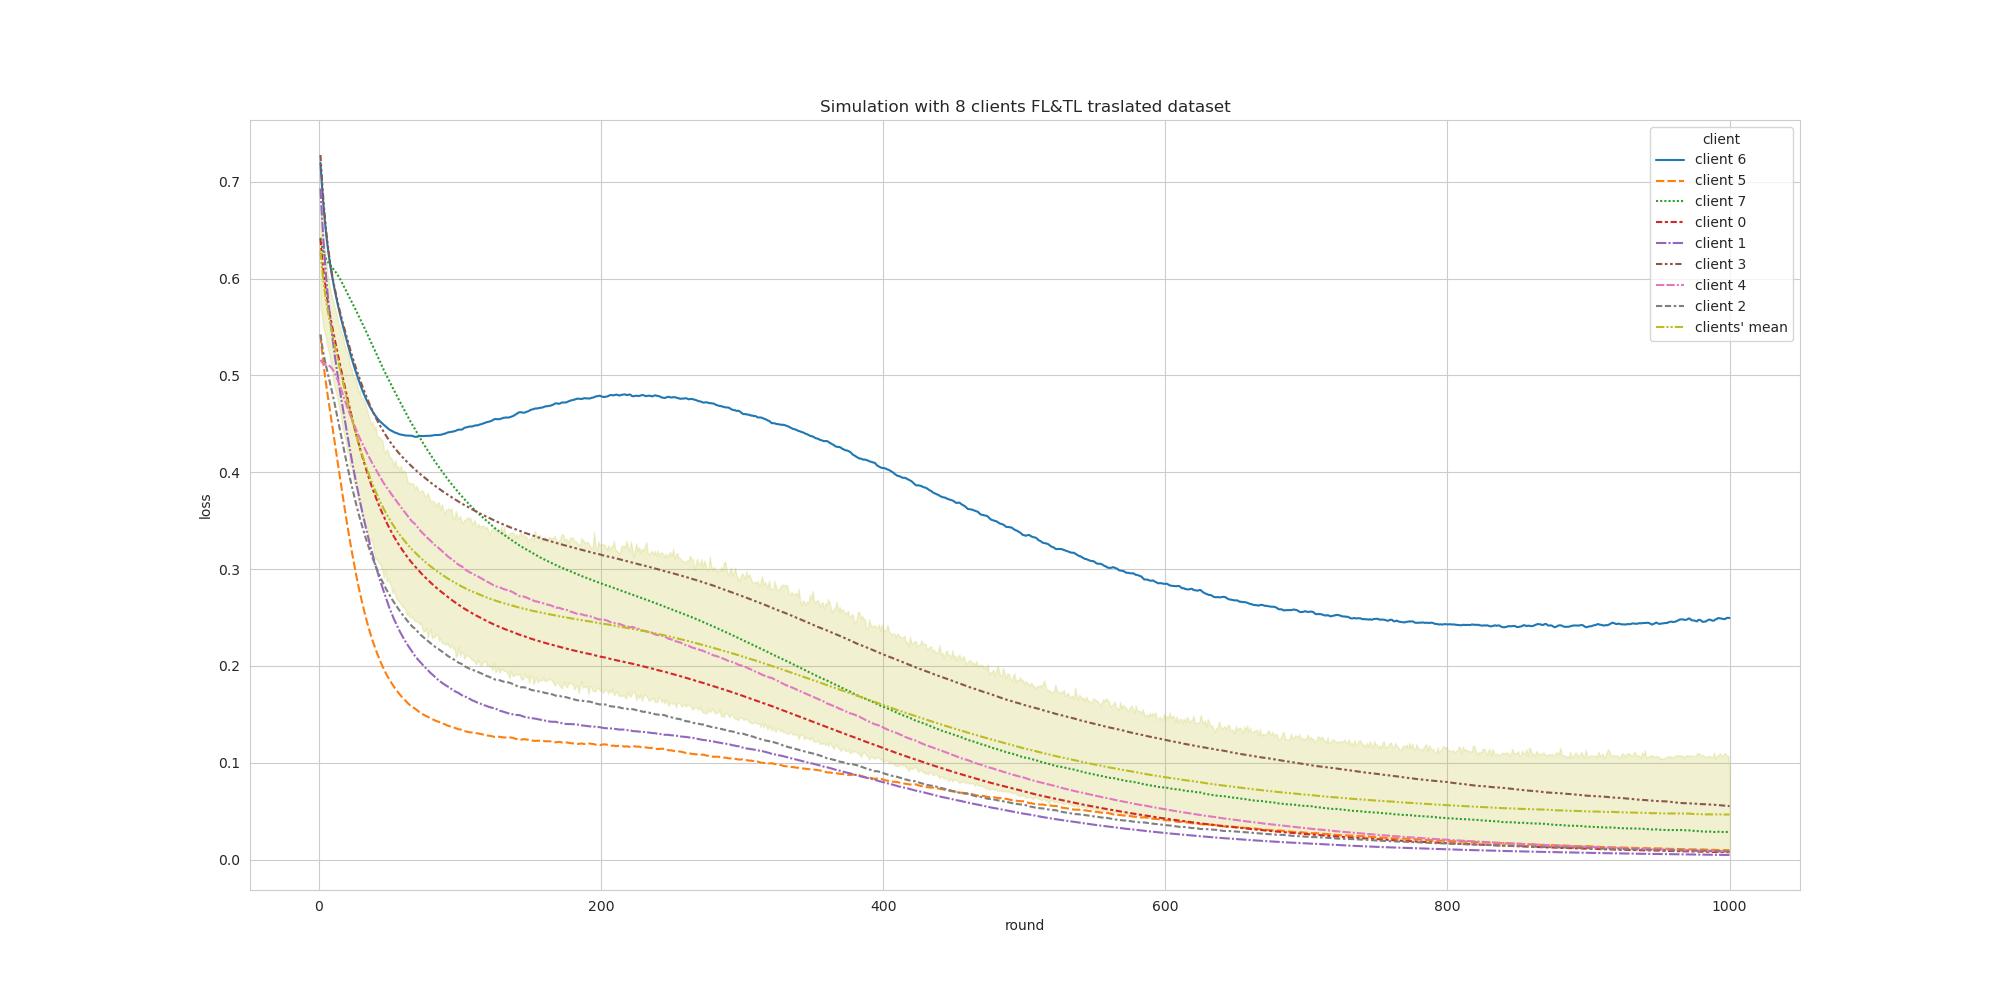 Simulation with 8 clients FL&TL traslated dataset
client
client 6
client 5
client 7
client 0
client 1
client 3
client 4
client 2
clients' mean
loss
0.7
0.6
0.5
0.4
0.3
0.2
0.1
0.0
0 200 400 600 800 1000
round